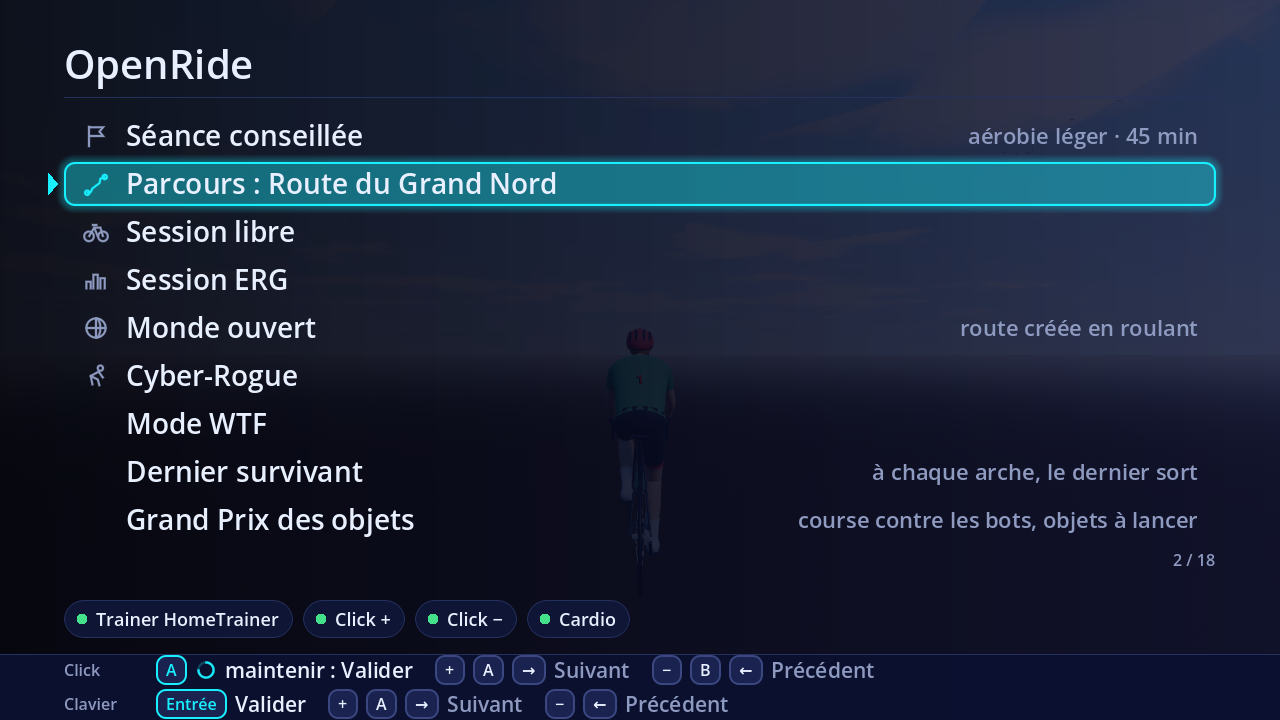 OpenRide
Séance conseillée aérobie léger · 45 min
Parcours : Route du Grand Nord
Session libre
Session ERG
Monde ouvert route créée en roulant
Cyber-Rogue
Mode WTF
Dernier survivant à chaque arche, le dernier sort
Grand Prix des objets course contre les bots, objets à lancer
2 / 18
Trainer HomeTrainer Click + Click − Cardio
Click A maintenir : Valider + A → Suivant − B ← Précédent
Clavier Entrée Valider + A → Suivant − ← Précédent